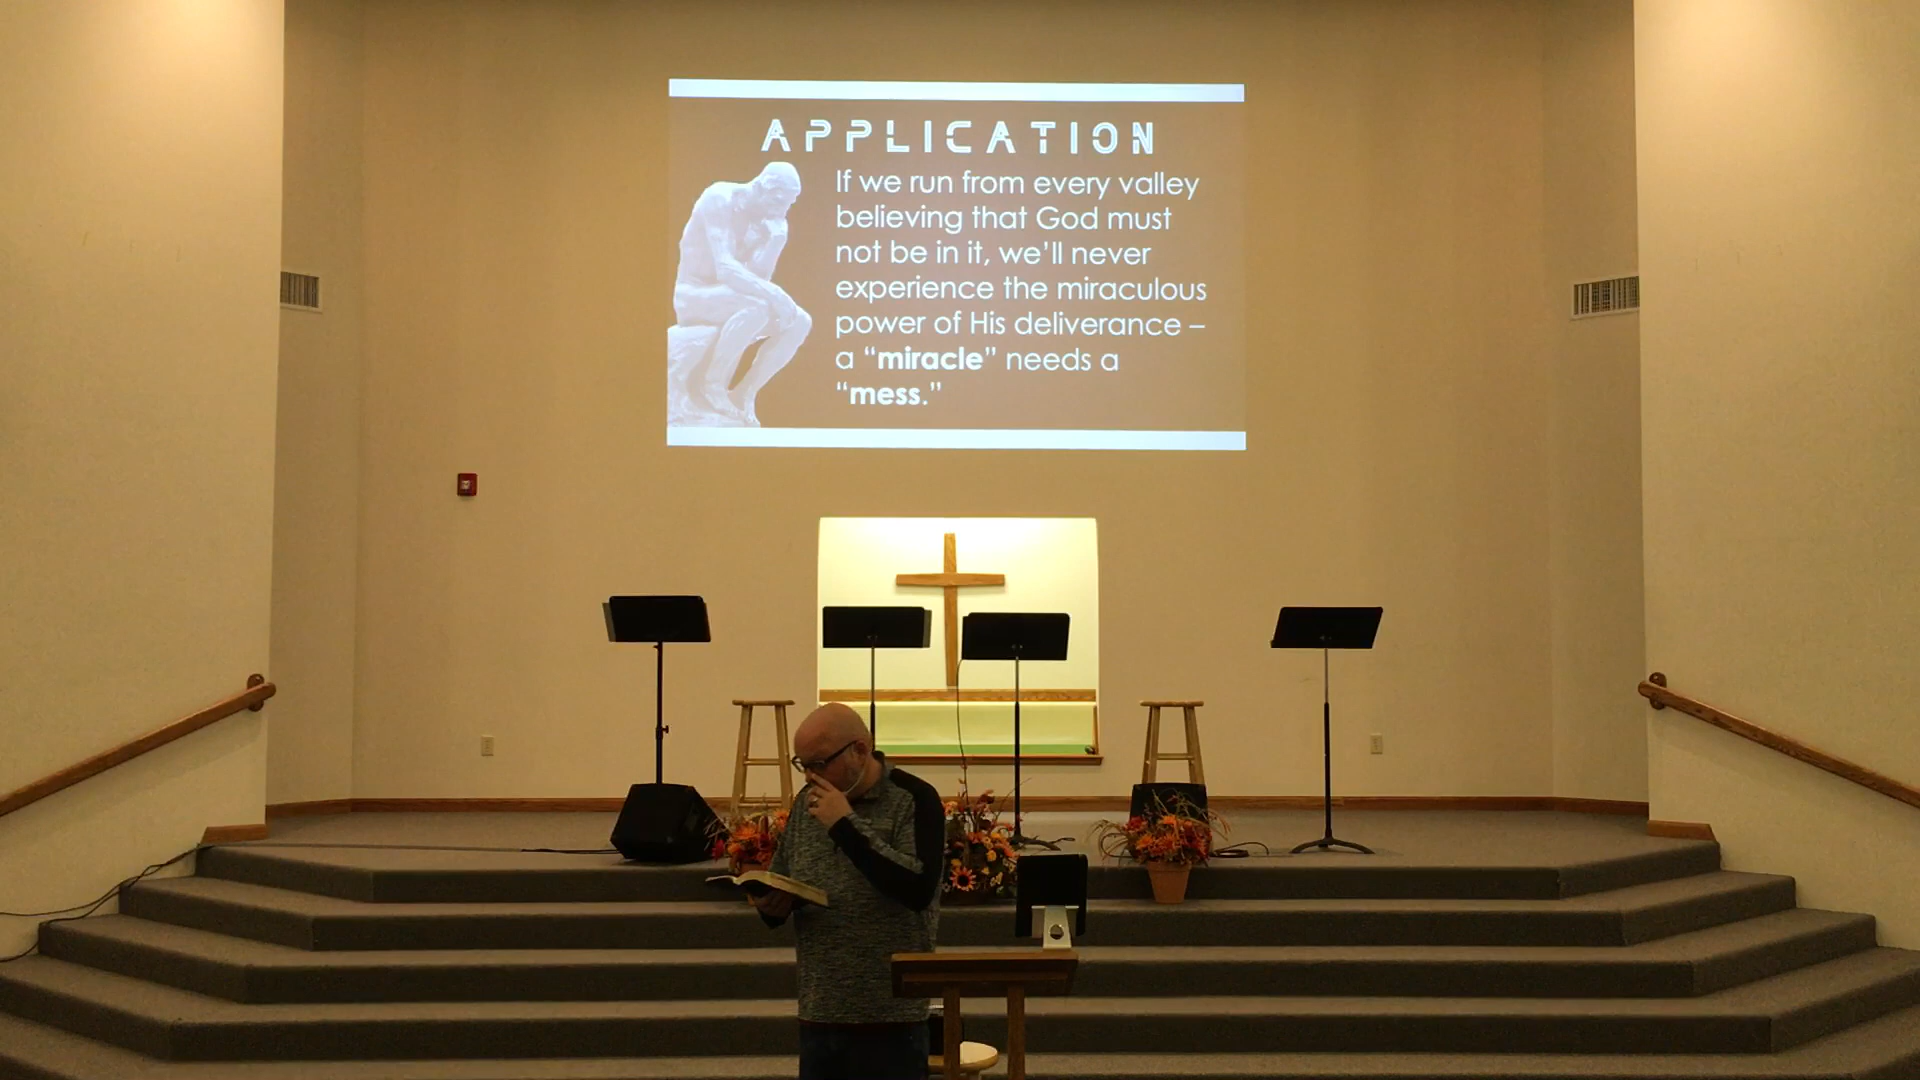 APPLICATION
If we run from every valley
believing that God must
not be in it, we'll never
experience the miraculous
power of His deliverance –
a “miracle” needs a
“mess.”